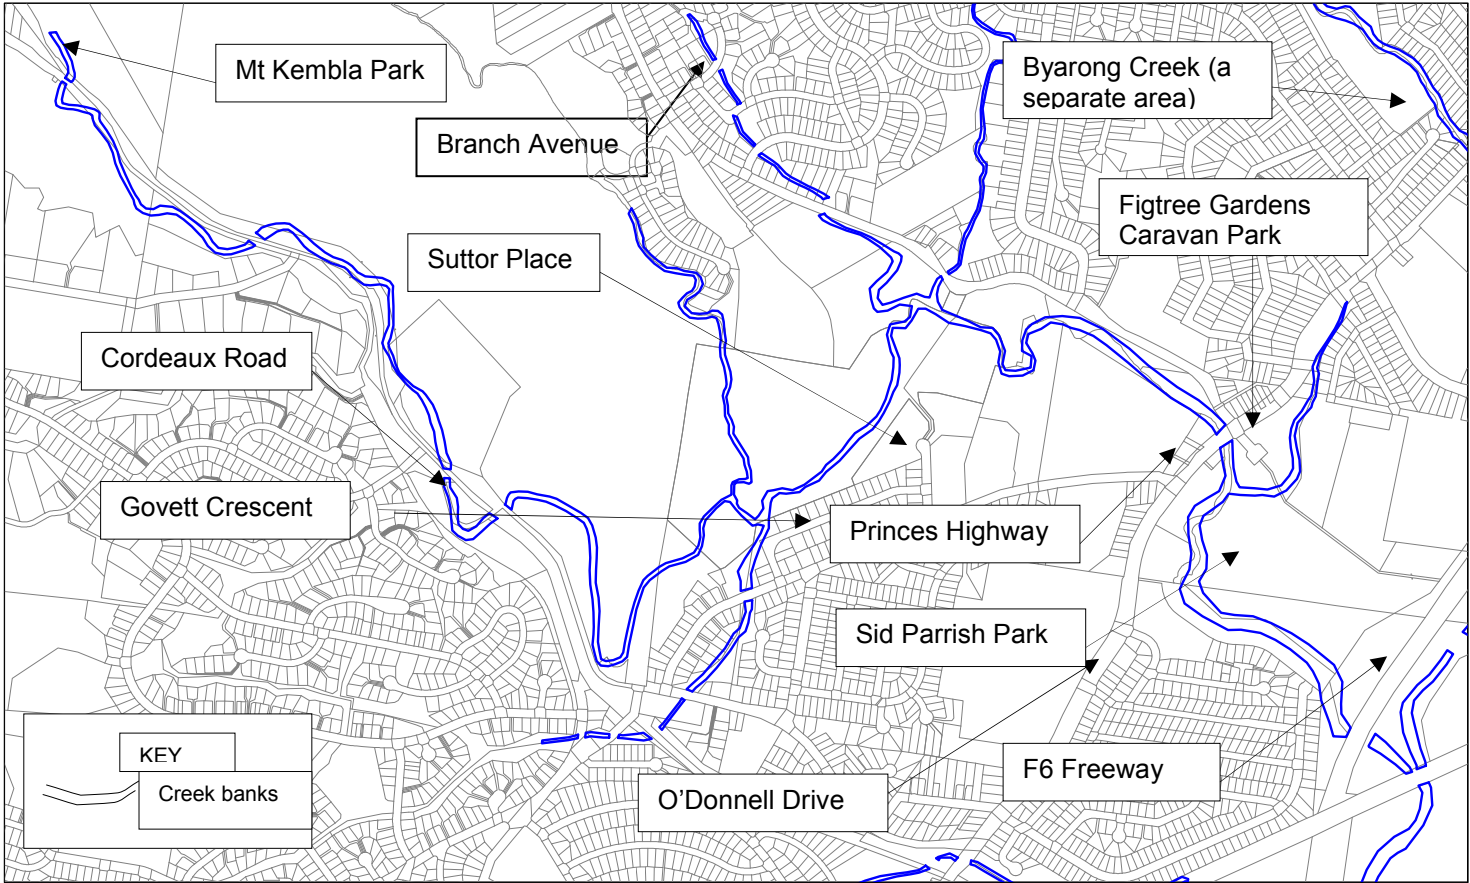 Mt Kembla Park
Byarong Creek (a
separate area)
Branch Avenue
Figtree Gardens
Caravan Park
Suttor Place
Cordeaux Road
Govett Crescent
Princes Highway
Sid Parrish Park
F6 Freeway
O'Donnell Drive
KEY
Creek banks